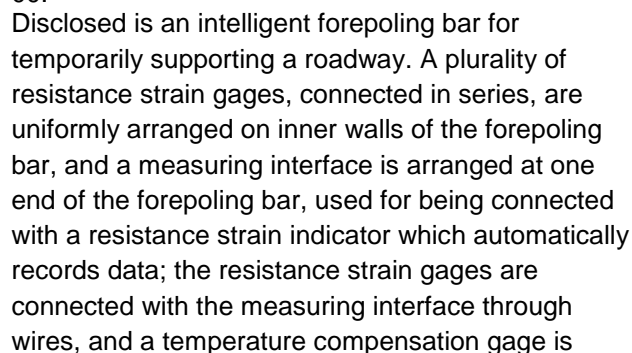 Disclosed is an intelligent forepoling bar for
temporarily supporting a roadway. A plurality of
resistance strain gages, connected in series, are
uniformly arranged on inner walls of the forepoling
bar, and a measuring interface is arranged at one
end of the forepoling bar, used for being connected
with a resistance strain indicator which automatically
records data; the resistance strain gages are
connected with the measuring interface through
wires, and a temperature compensation gage is